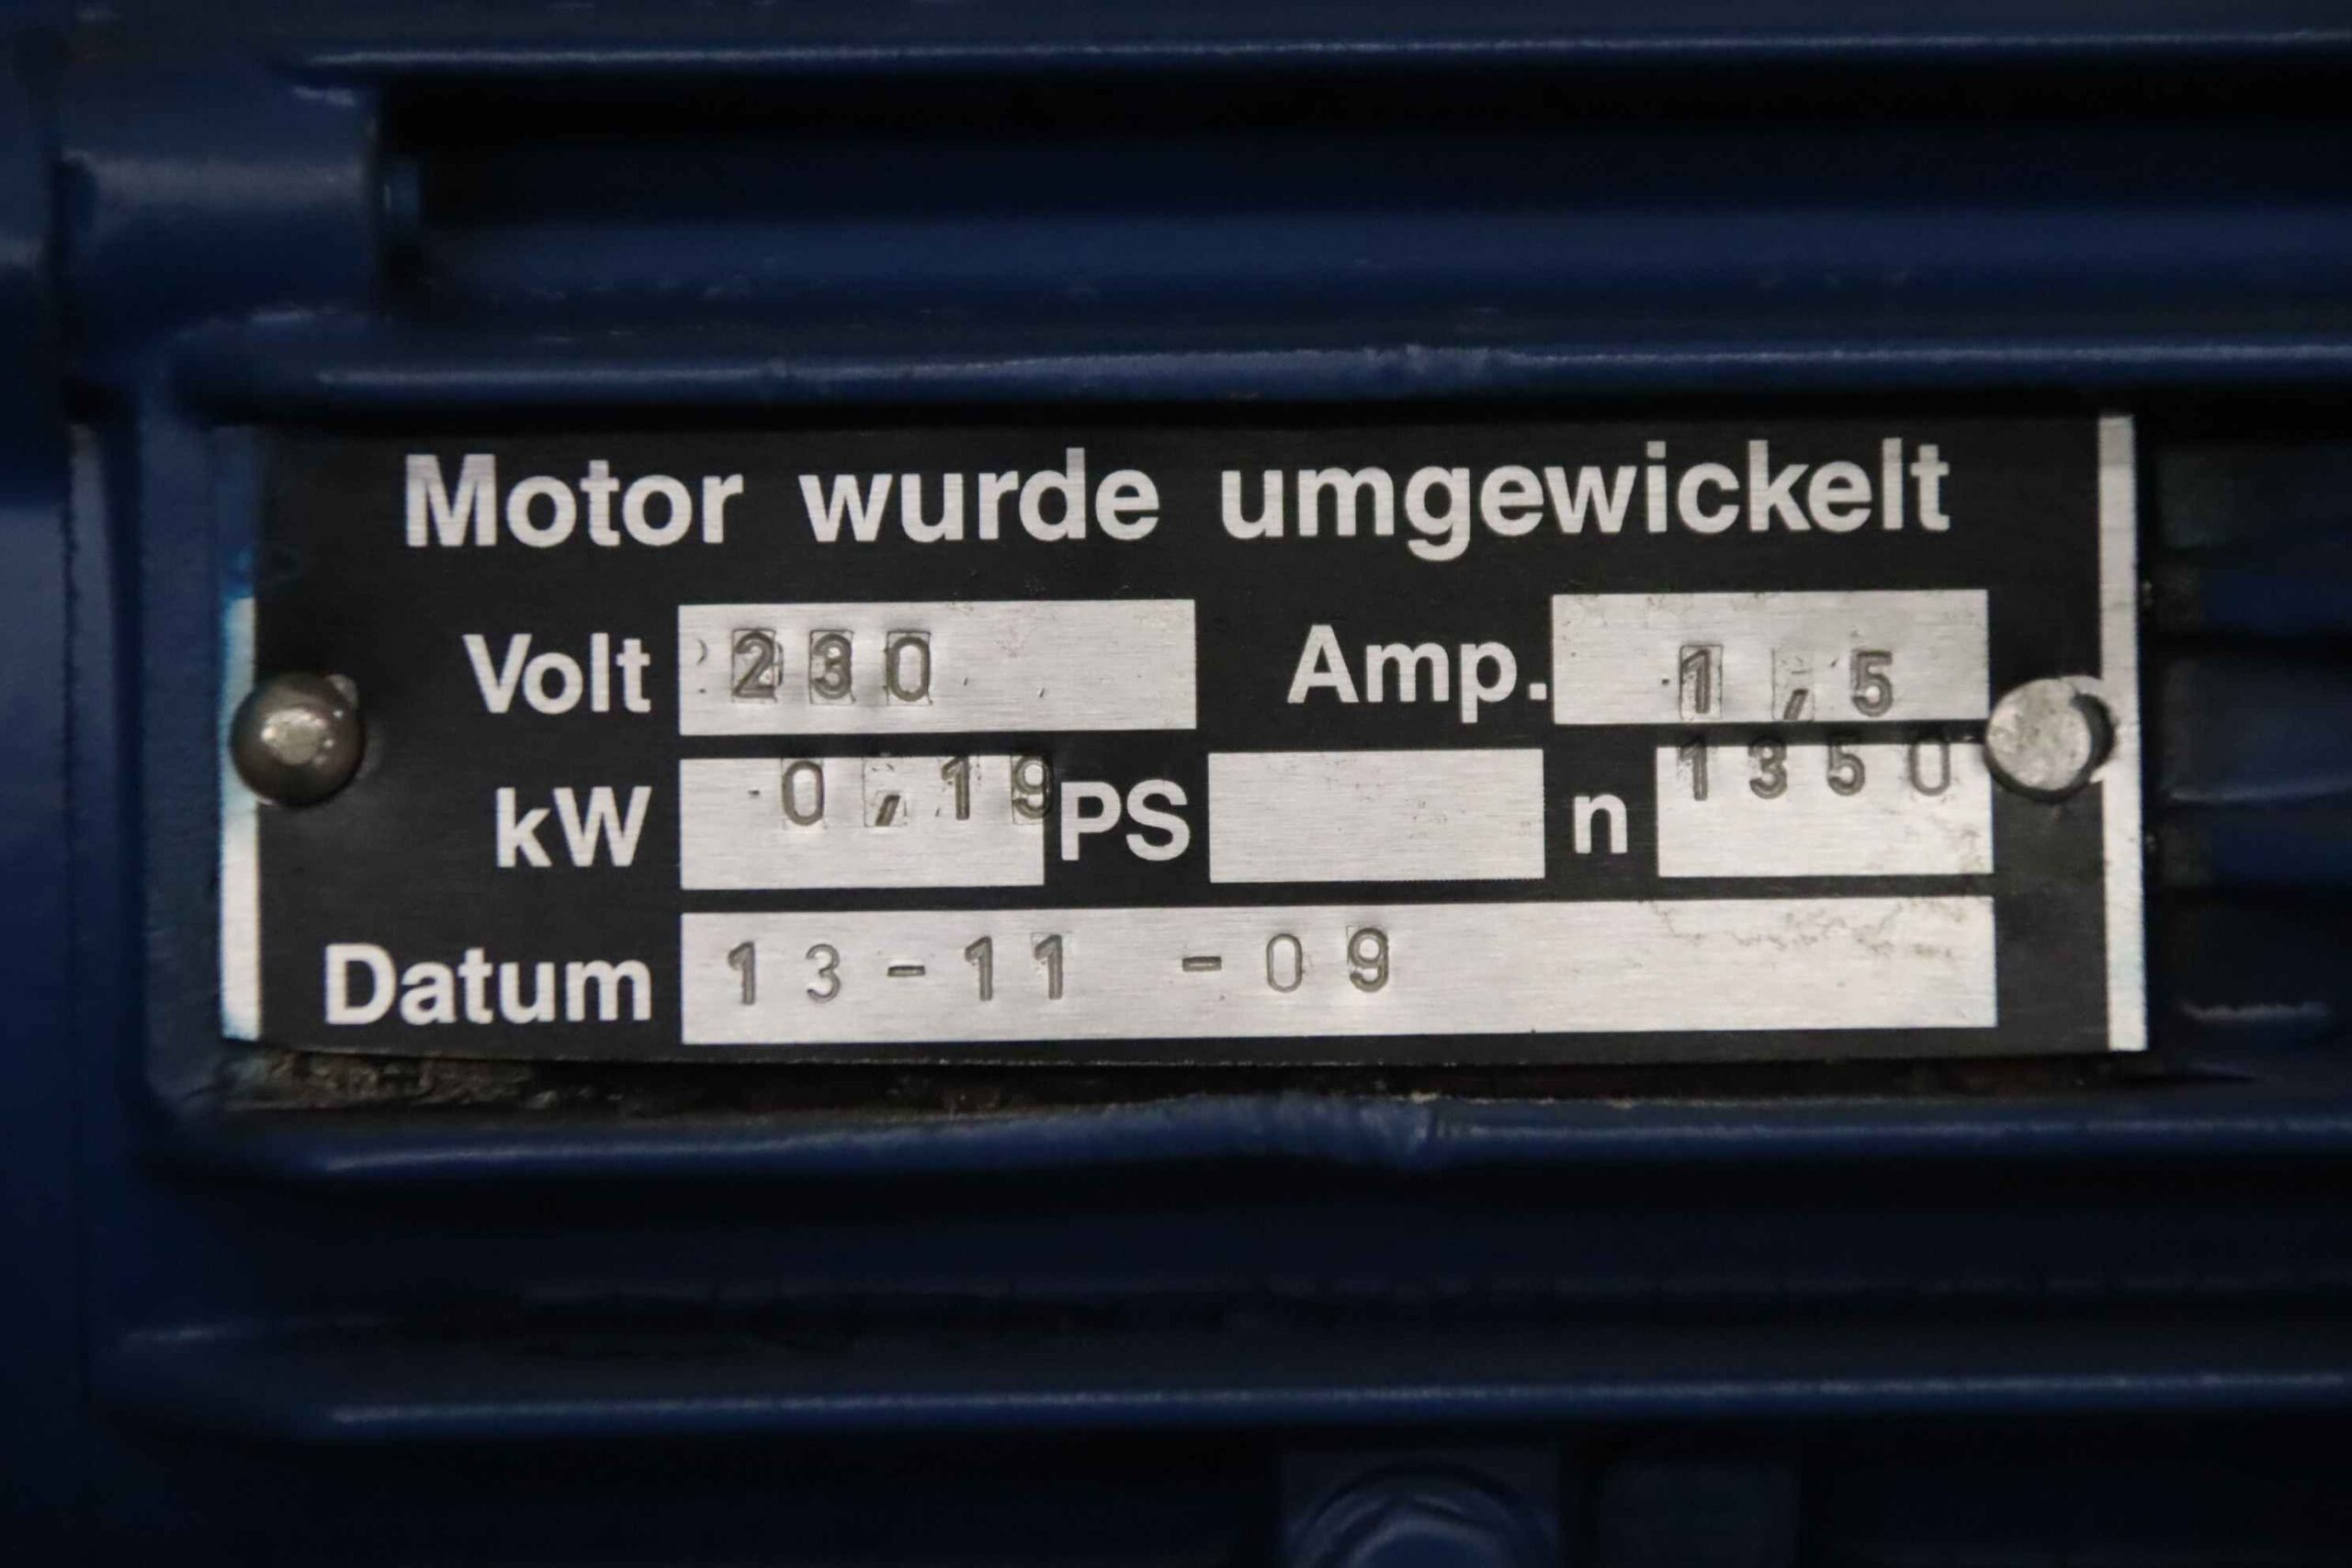 Motor wurde umgewickelt
Volt 230 Amp. 1,5
kW 0,19 PS n 1350
Datum 13-11-09